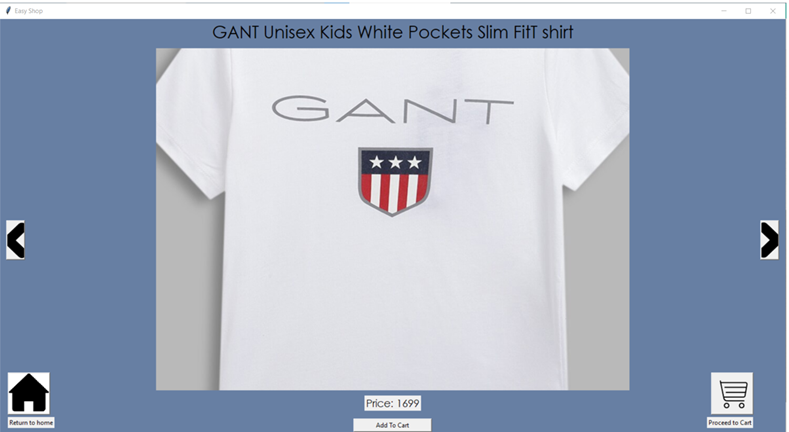 Easy Shop
GANT Unisex Kids White Pockets Slim FitT shirt
GANT
Price: 1699
Return to home
Add To Cart
Proceed to Cart